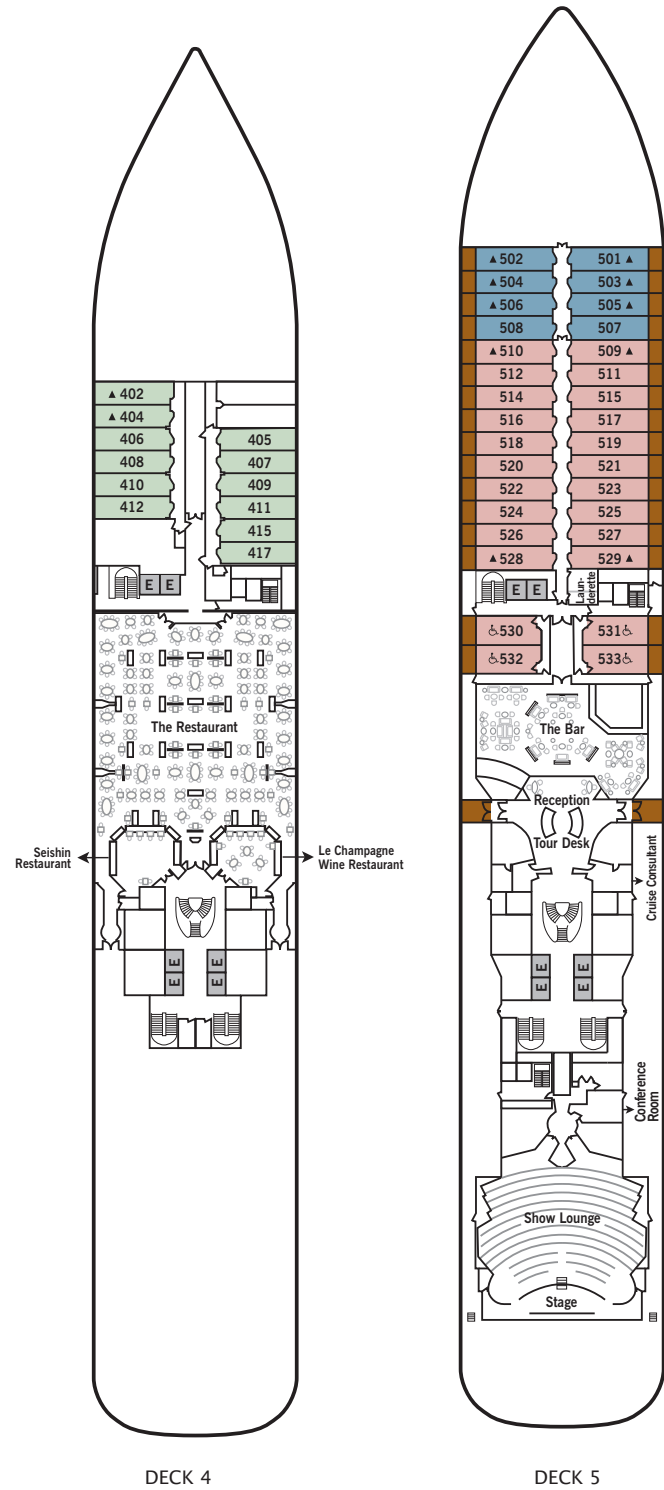 ▲ 402
▲ 404
406
408
410
412
405
407
409
411
415
417
E E
The Restaurant
Seishin
Restaurant
Le Champagne
Wine Restaurant
E E
E E
DECK 4
▲ 502 501 ▲
▲ 504 503 ▲
▲ 506 505 ▲
508 507
▲ 510 509 ▲
512 511
514 515
516 517
518 519
520 521
522 523
524 525
526 527
▲ 528 529 ▲
E E
Laun-
derette
♿ 530 531 ♿
♿ 532 533 ♿
The Bar
Reception
Tour Desk
Cruise Consultant
E E
E E
Conference
Room
Show Lounge
Stage
DECK 5